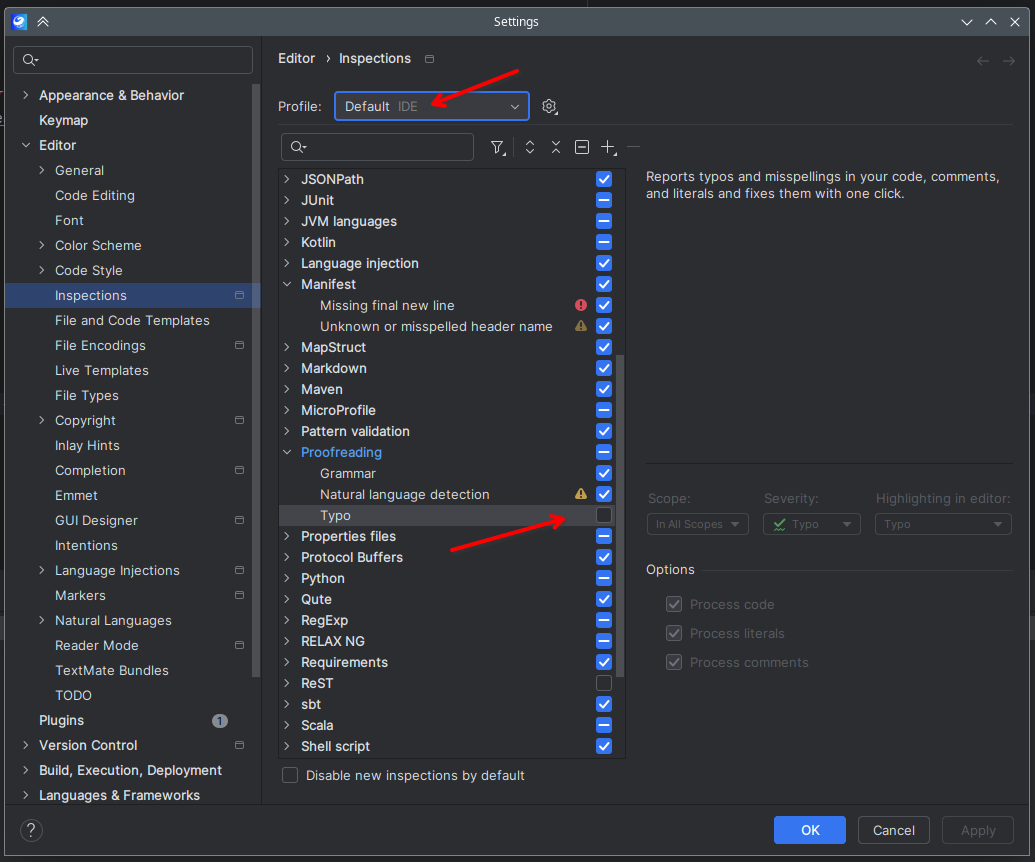 Settings
Editor › Inspections
Profile: Default IDE
Appearance & Behavior
Keymap
Editor
General
Code Editing
Font
Color Scheme
Code Style
Inspections
File and Code Templates
File Encodings
Live Templates
File Types
Copyright
Inlay Hints
Completion
Emmet
GUI Designer
Intentions
Language Injections
Markers
Natural Languages
Reader Mode
TextMate Bundles
TODO
Plugins 1
Version Control
Build, Execution, Deployment
Languages & Frameworks
JSONPath
JUnit
JVM languages
Kotlin
Language injection
Manifest
Missing final new line
Unknown or misspelled header name
MapStruct
Markdown
Maven
MicroProfile
Pattern validation
Proofreading
Grammar
Natural language detection
Typo
Properties files
Protocol Buffers
Python
Qute
RegExp
RELAX NG
Requirements
ReST
sbt
Scala
Shell script
Disable new inspections by default
Reports typos and misspellings in your code, comments,
and literals and fixes them with one click.
Scope: Severity: Highlighting in editor:
In All Scopes Typo Typo
Options
Process code
Process literals
Process comments
? OK Cancel Apply